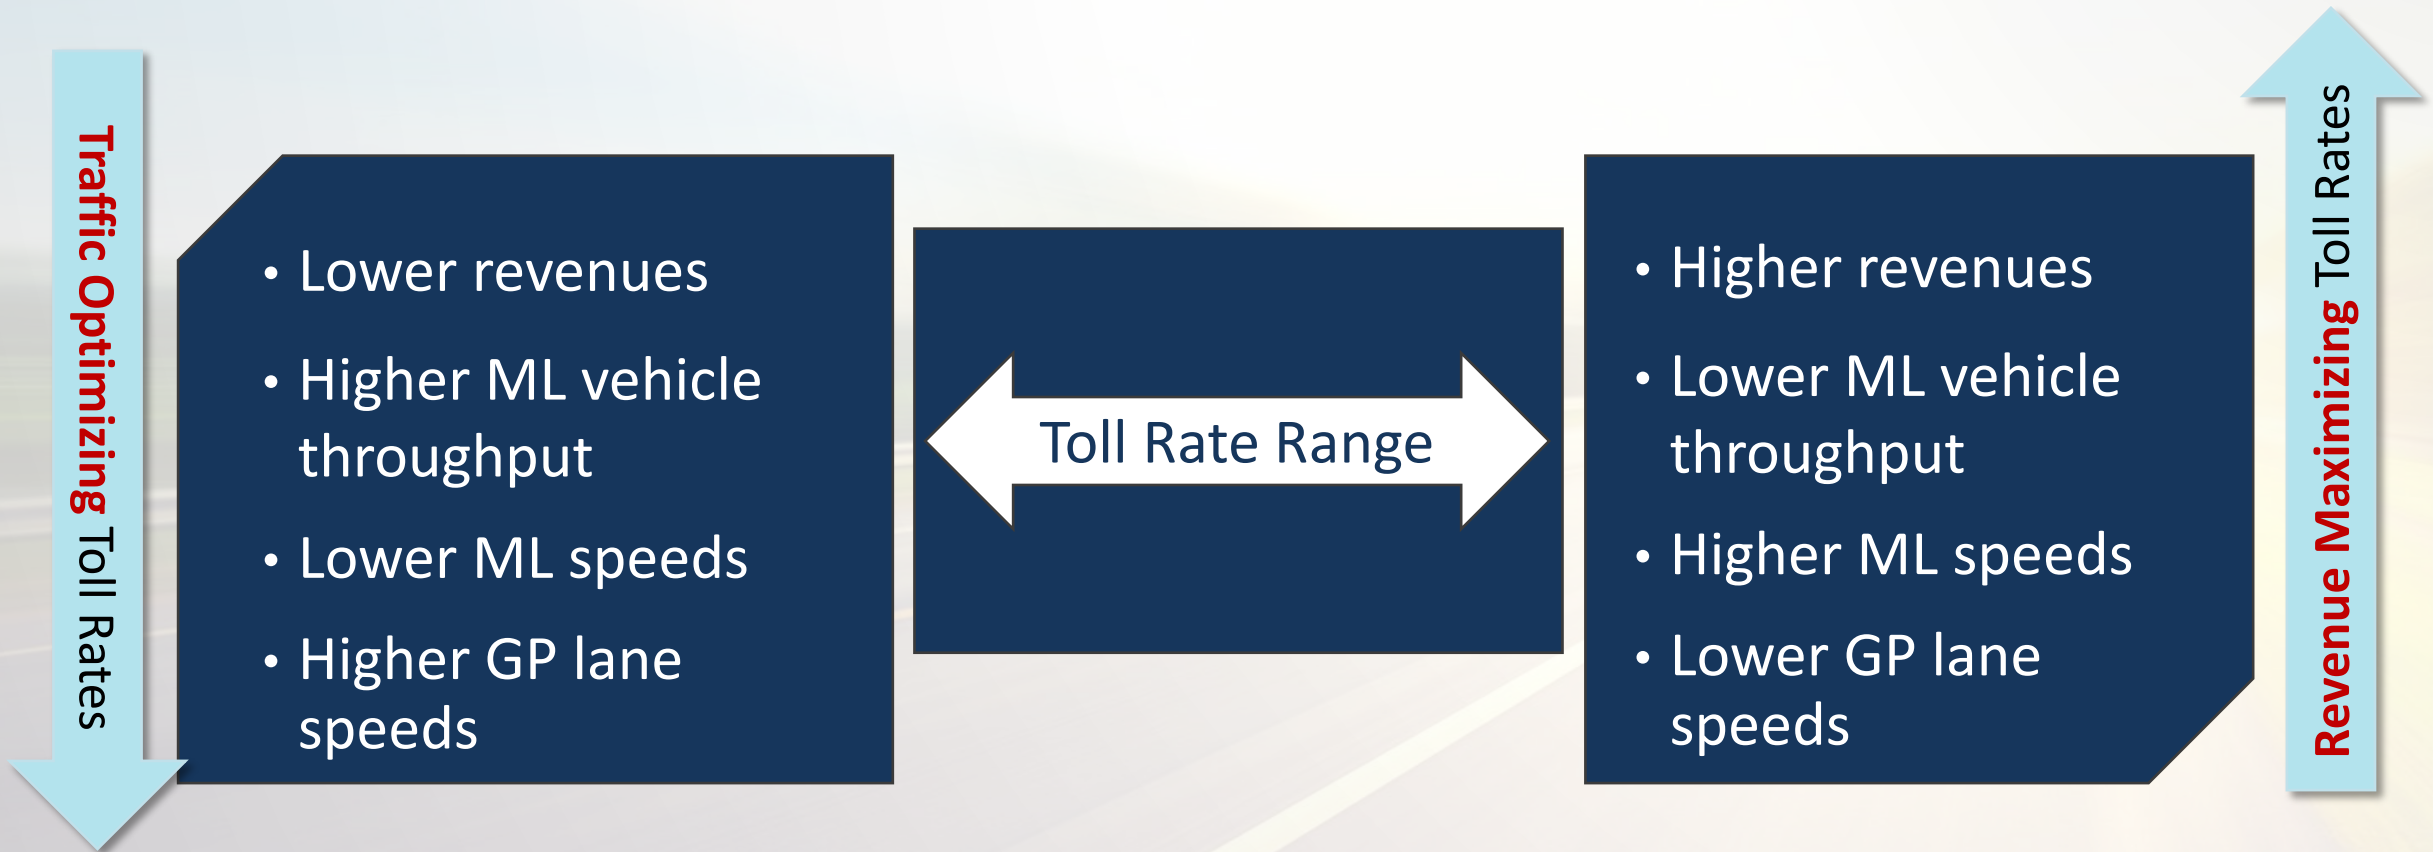 Traffic Optimizing Toll Rates
• Lower revenues
• Higher ML vehicle
throughput
• Lower ML speeds
• Higher GP lane
speeds
Toll Rate Range
• Higher revenues
• Lower ML vehicle
throughput
• Higher ML speeds
• Lower GP lane
speeds
Revenue Maximizing Toll Rates